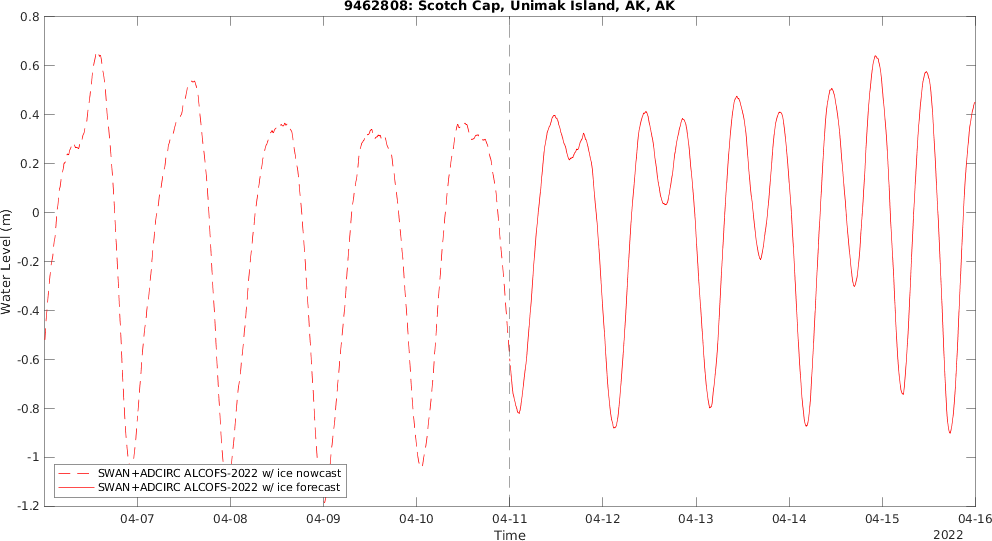 9462808: Scotch Cap, Unimak Island, AK, AK
0.8
0.6
0.4
0.2
0
-0.2
-0.4
-0.6
-0.8
-1
-1.2
Water Level (m)
SWAN+ADCIRC ALCOFS-2022 w/ ice nowcast
SWAN+ADCIRC ALCOFS-2022 w/ ice forecast
04-07 04-08 04-09 04-10 04-11 04-12 04-13 04-14 04-15 04-16
Time
2022